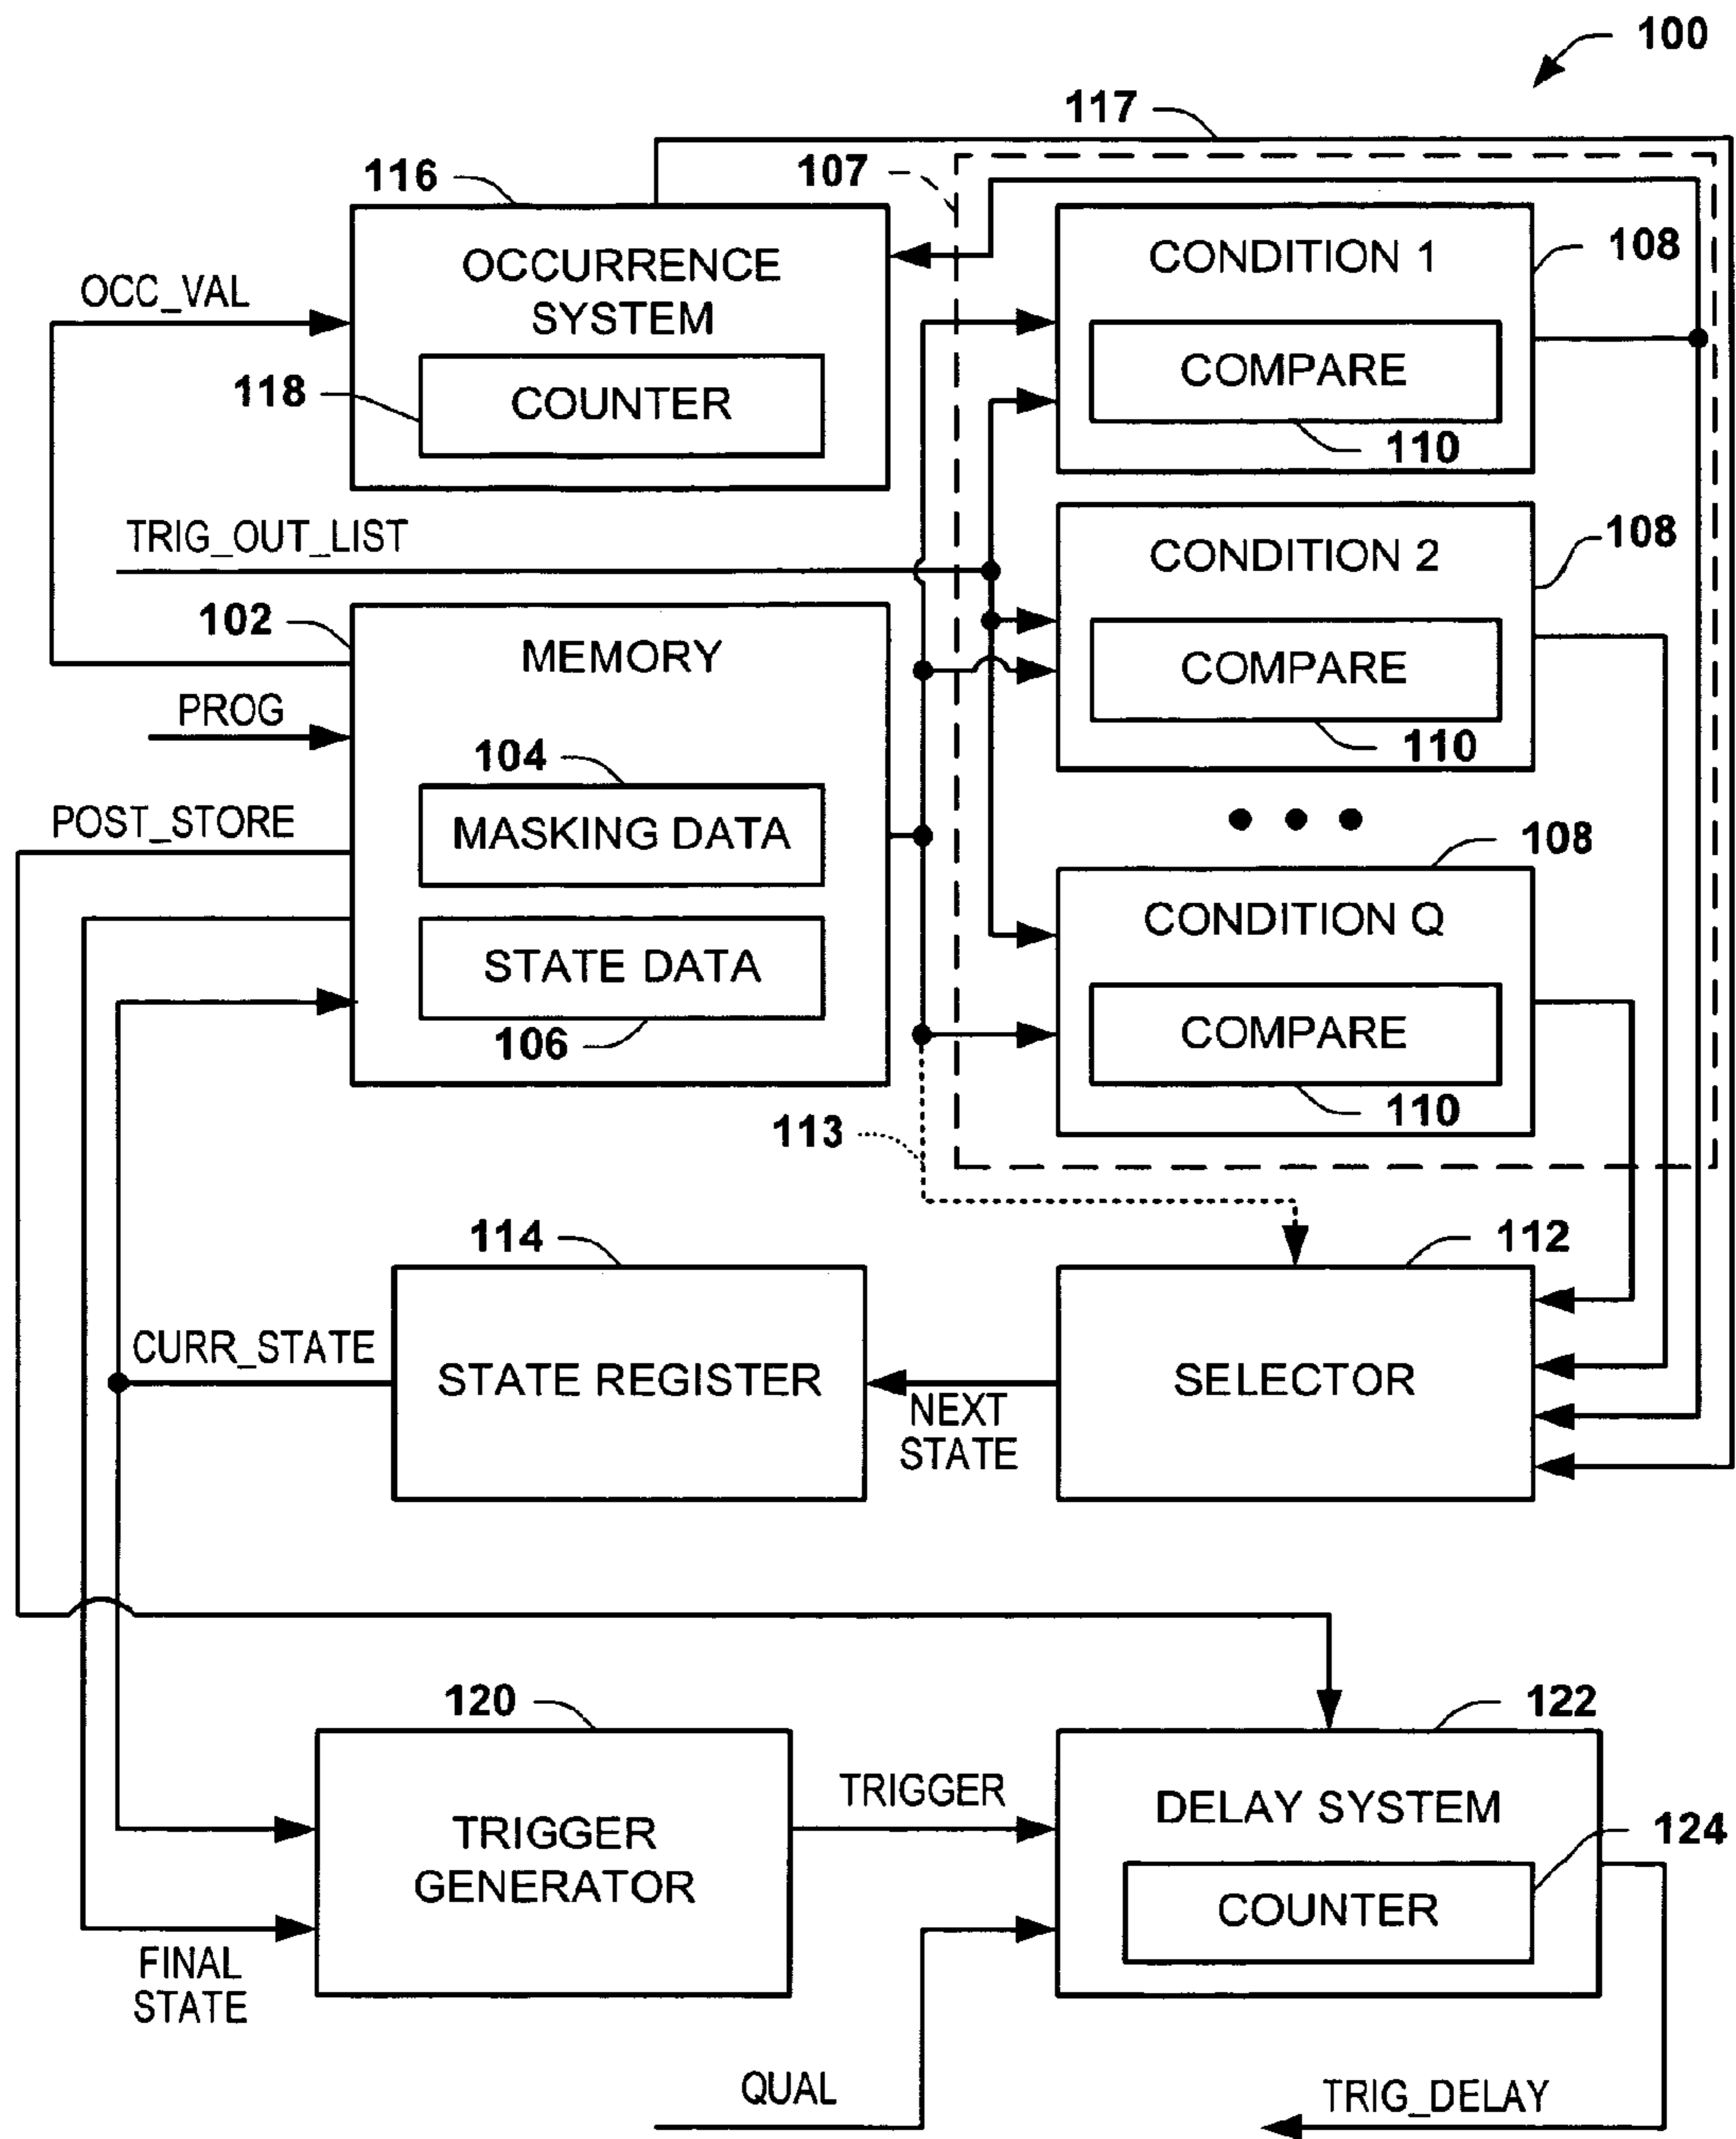 100
117
107
116
OCCURRENCE
SYSTEM
COUNTER
118
OCC_VAL
CONDITION 1
COMPARE
108
110
TRIG_OUT_LIST
CONDITION 2
COMPARE
108
110
102
MEMORY
PROG
104
MASKING DATA
POST_STORE
STATE DATA
106
108
CONDITION Q
COMPARE
110
113
114
STATE REGISTER
CURR_STATE
NEXT
STATE
112
SELECTOR
120
TRIGGER
GENERATOR
TRIGGER
122
DELAY SYSTEM
124
COUNTER
FINAL
STATE
QUAL
TRIG_DELAY